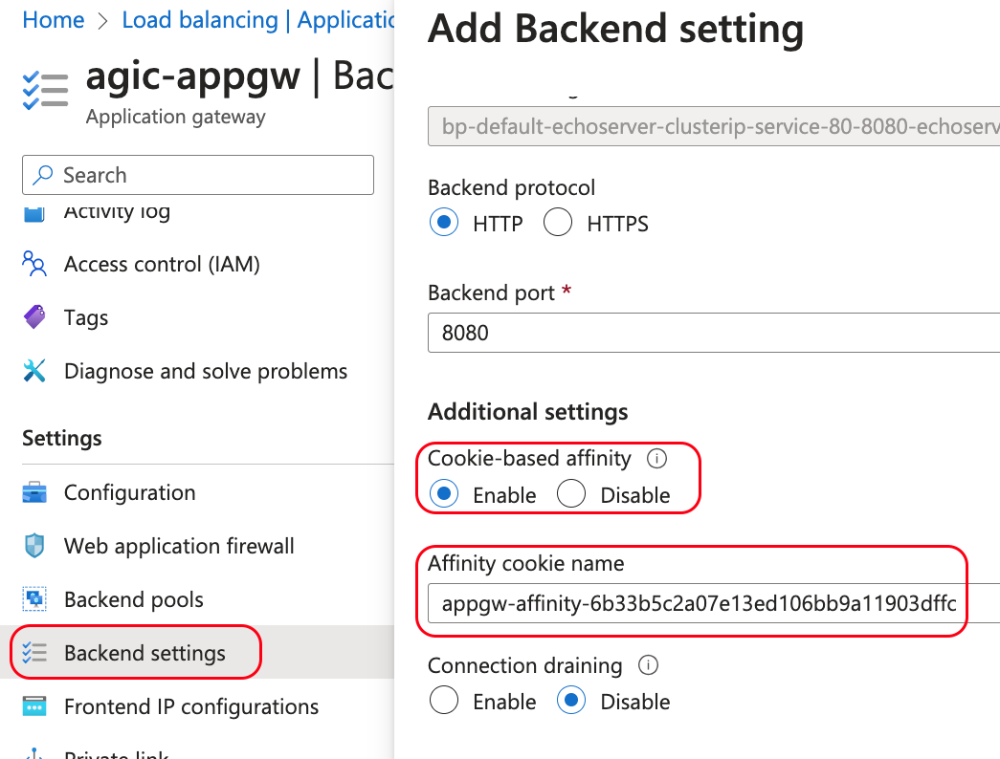 Home > Load balancing | Applicatio
agic-appgw | Bac
Application gateway
Search
Activity log
Access control (IAM)
Tags
Diagnose and solve problems
Settings
Configuration
Web application firewall
Backend pools
Backend settings
Frontend IP configurations
Private link
Add Backend setting
bp-default-echoserver-clusterip-service-80-8080-echoserv
Backend protocol
HTTP HTTPS
Backend port *
8080
Additional settings
Cookie-based affinity
Enable Disable
Affinity cookie name
appgw-affinity-6b33b5c2a07e13ed106bb9a11903dffc
Connection draining
Enable Disable